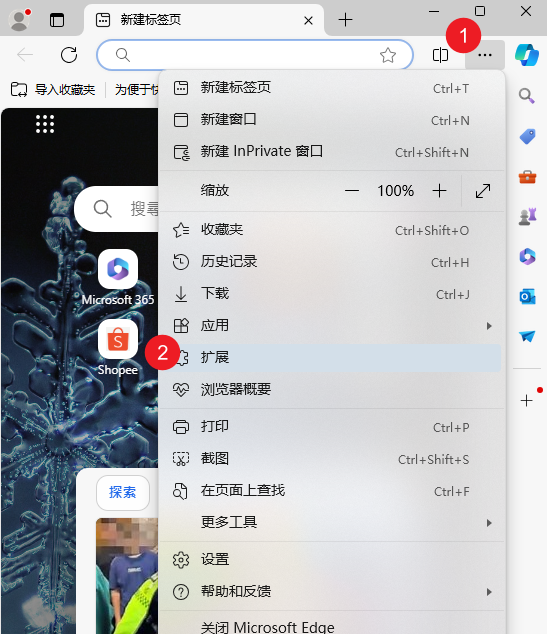 新建标签页
1
导入收藏夹
为便于快
搜尋
Microsoft 365
Shopee
探索
新建标签页 Ctrl+T
新建窗口 Ctrl+N
新建 InPrivate 窗口 Ctrl+Shift+N
缩放 — 100% +
收藏夹 Ctrl+Shift+O
历史记录 Ctrl+H
下载 Ctrl+J
应用
2 扩展
浏览器概要
打印 Ctrl+P
截图 Ctrl+Shift+S
在页面上查找 Ctrl+F
更多工具
设置
帮助和反馈
关闭 Microsoft Edge